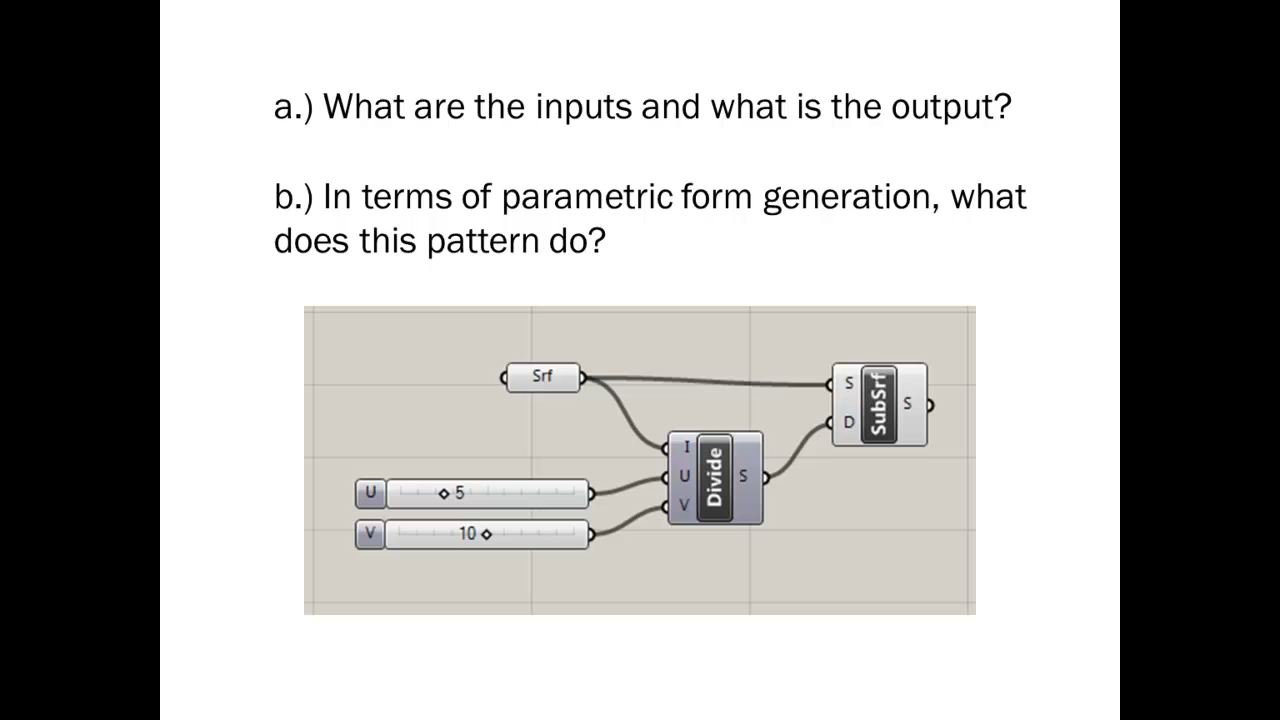 a.) What are the inputs and what is the output?
b.) In terms of parametric form generation, what
does this pattern do?
Srf
S
D
SubSrf
S
I
U
V
Divide
S
U 5
V 10